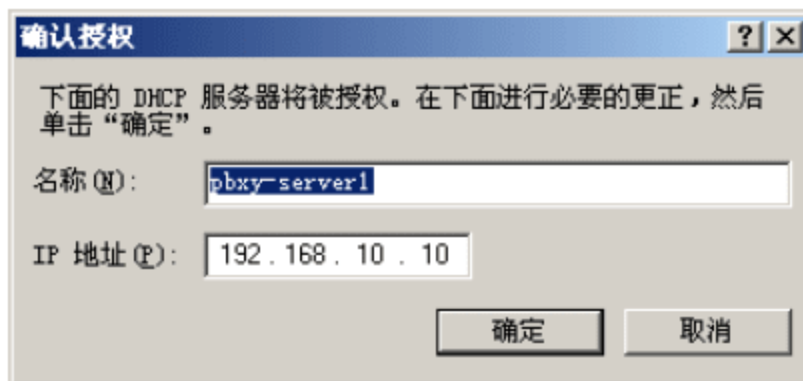 确认授权
下面的 DHCP 服务器将被授权。在下面进行必要的更正，然后
单击“确定”。
名称(N):
pbxy-server1
IP 地址(P):
192 . 168 . 10 . 10
确定
取消